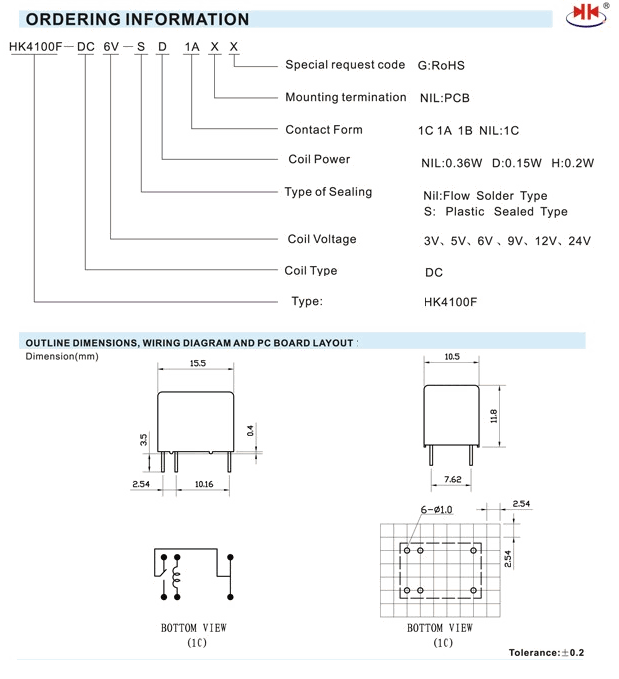 ORDERING INFORMATION
®
HK4100F-DC 6V-S D 1A X X
Special request code G:RoHS
Mounting termination NIL:PCB
Contact Form 1C 1A 1B NIL:1C
Coil Power NIL:0.36W D:0.15W H:0.2W
Type of Sealing Nil:Flow Solder Type
S: Plastic Sealed Type
Coil Voltage 3V、5V、6V 、9V、12V、24V
Coil Type DC
Type: HK4100F
OUTLINE DIMENSIONS, WIRING DIAGRAM AND PC BOARD LAYOUT :
Dimension(mm)
15.5
10.5
3.5
0.4
11.8
2.54
10.16
7.62
6-Ø1.0
2.54
2.54
BOTTOM VIEW
(1C)
BOTTOM VIEW
(1C)
Tolerance:±0.2